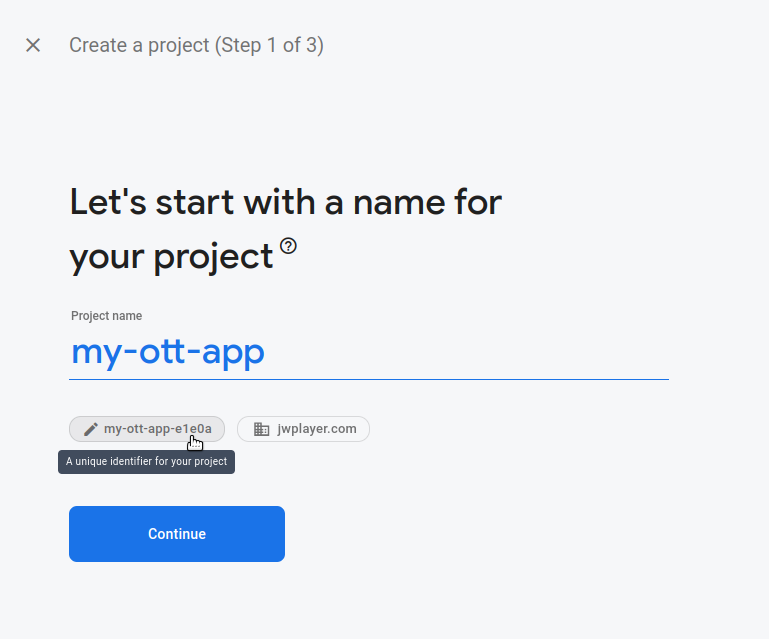 Create a project (Step 1 of 3)
Let's start with a name for
your project
Project name
my-ott-app
my-ott-app-e1e0a
jwplayer.com
A unique identifier for your project
Continue